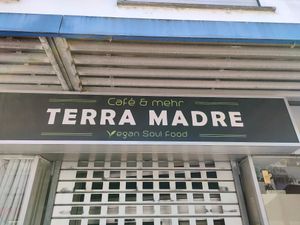 Café & mehr
TERRA MADRE
Vegan Soul Food